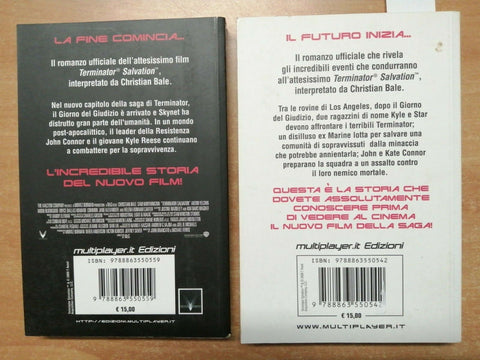 LA FINE COMINCIA...
Il romanzo ufficiale dell'attesissimo film
Terminator® Salvation™,
interpretato da Christian Bale.
Nel nuovo capitolo della saga di Terminator,
il Giorno del Giudizio è arrivato e Skynet ha
distrutto gran parte dell'umanità. In un mondo
post-apocalittico, il leader della Resistenza
John Connor e il giovane Kyle Reese continuano
a combattere per la sopravvivenza.
L'INCREDIBILE STORIA
DEL NUOVO FILM!
multiplayer.it Edizioni
ISBN: 9788863550559
9 788863 550559
€ 15,00
HTTP://EDIZIONI.MULTIPLAYER.IT
IL FUTURO INIZIA...
Il romanzo ufficiale che rivela
gli incredibili eventi che condurranno
all'attesissimo Terminator® Salvation™,
interpretato da Christian Bale.
Tra le rovine di Los Angeles, dopo il Giorno
del Giudizio, due ragazzini di nome Kyle e Star
devono affrontare i terribili Terminator;
un disilluso ex Marine lotta per salvare una
comunità di sopravvissuti dalla minaccia
che potrebbe annientarla; John e Kate Connor
preparano la squadra a un assalto contro
il loro nemico mortale.
QUESTA È LA STORIA CHE
DOVETE ASSOLUTAMENTE
CONOSCERE PRIMA
DI VEDERE AL CINEMA
IL NUOVO FILM DELLA SAGA!
multiplayer.it Edizioni
ISBN: 9788863550542
9 788863 550542
€ 15,00
WWW.MULTIPLAYER.IT